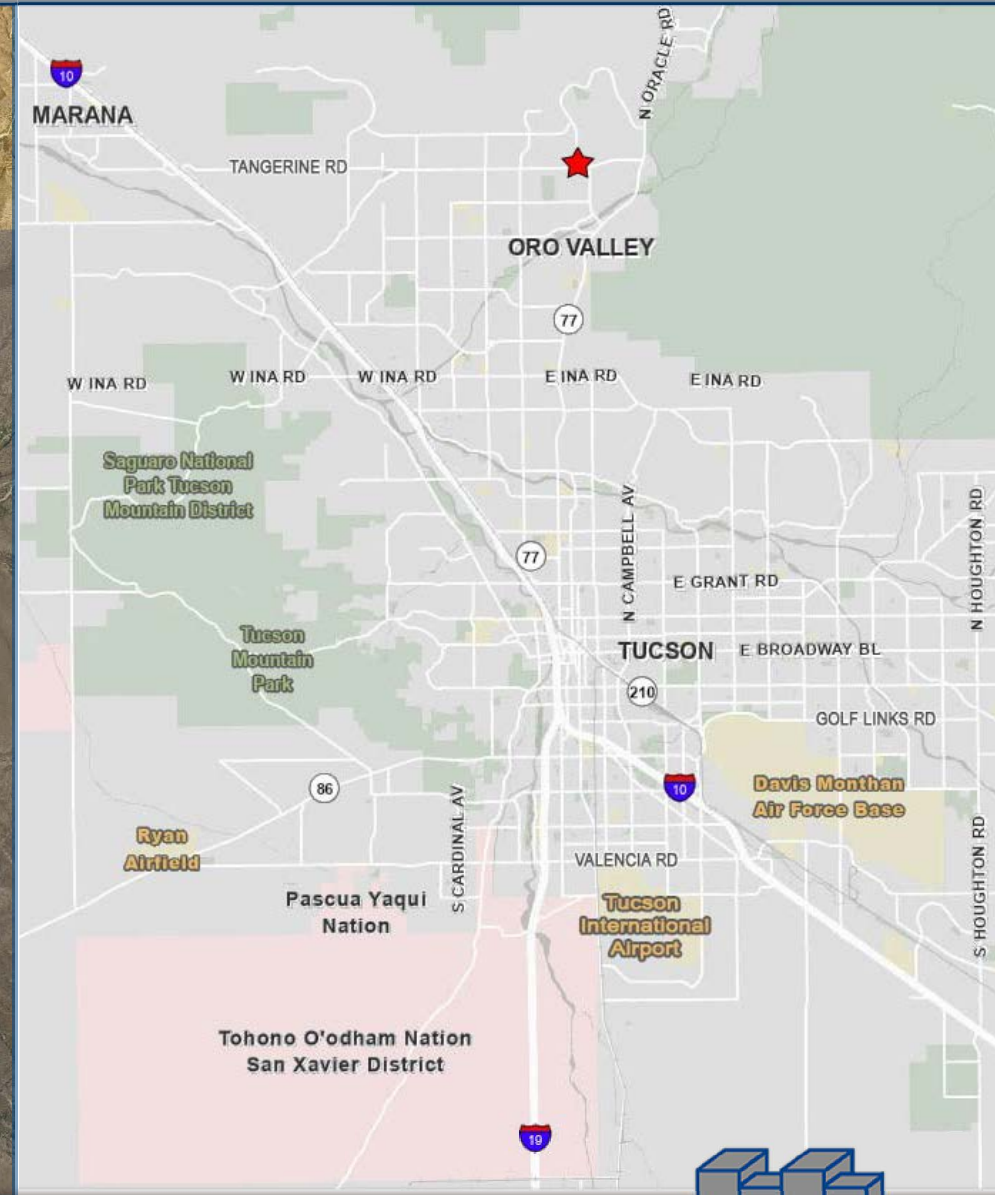 N ORACLE RD
10
MARANA
TANGERINE RD
ORO VALLEY
77
W INA RD
W INA RD
W INA RD
E INA RD
E INA RD
Saguaro National
Park Tucson
Mountain District
N CAMPBELL AV
N HOUGHTON RD
77
E GRANT RD
Tucson
Mountain
Park
TUCSON
E BROADWAY BL
210
GOLF LINKS RD
86
S CARDINAL AV
10
Davis Monthan
Air Force Base
Ryan
Airfield
VALENCIA RD
S HOUGHTON RD
Pascua Yaqui
Nation
Tucson
International
Airport
Tohono O'odham Nation
San Xavier District
19